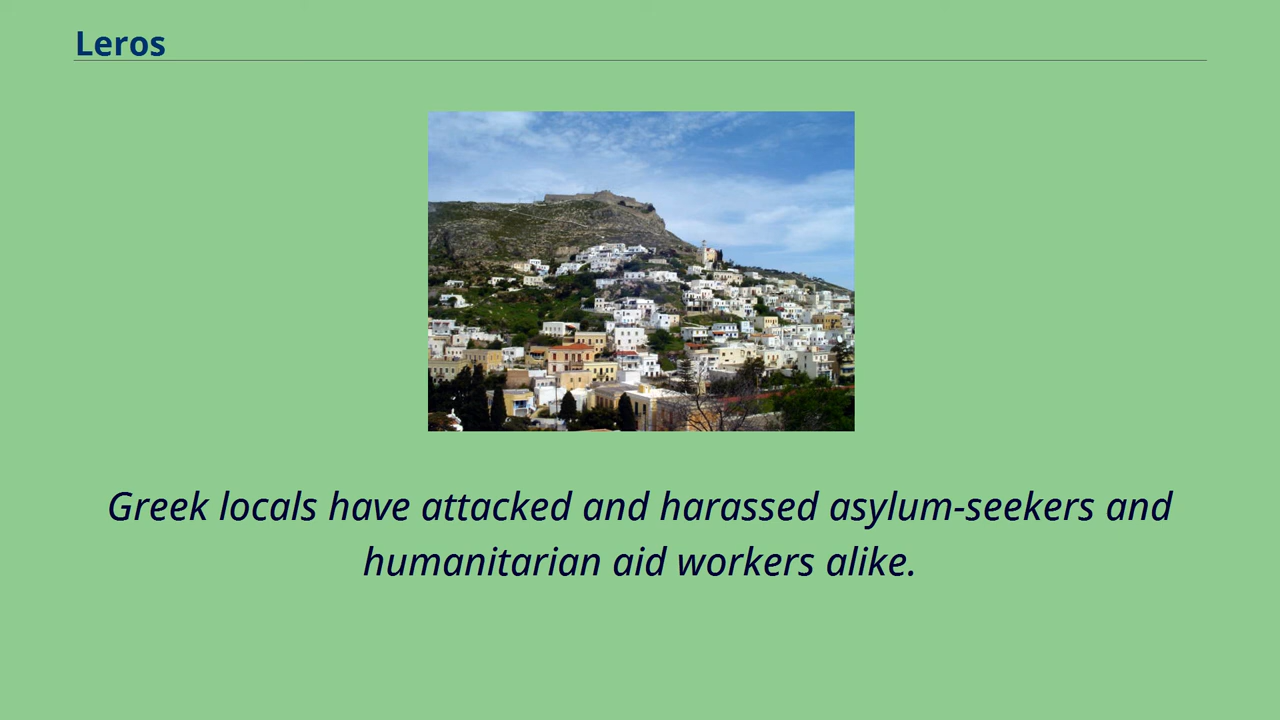 Leros
Greek locals have attacked and harassed asylum-seekers and
humanitarian aid workers alike.